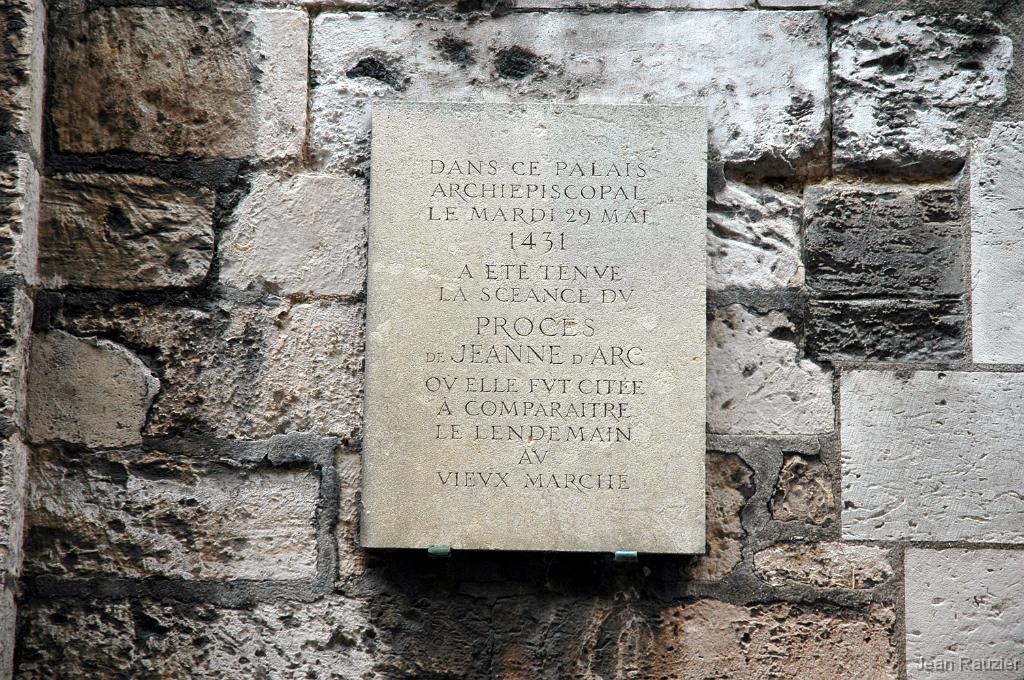 DANS CE PALAIS
ARCHIEPISCOPAL
LE MARDI 29 MAI
1431
A ETE TENVE
LA SCEANCE DV
PROCES
DE JEANNE D ARC
OV ELLE FVT CITÉE
À COMPARAITRE
LE LENDEMAIN
AV
VIEVX MARCHE
Jean Rauzier